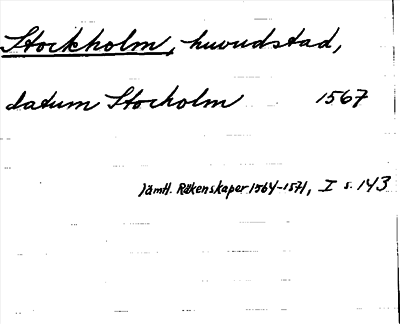 Stockholm, huvudstad,
datum Stocholm 1567
Jämtl. Räkenskaper 1564-1571, I s. 143